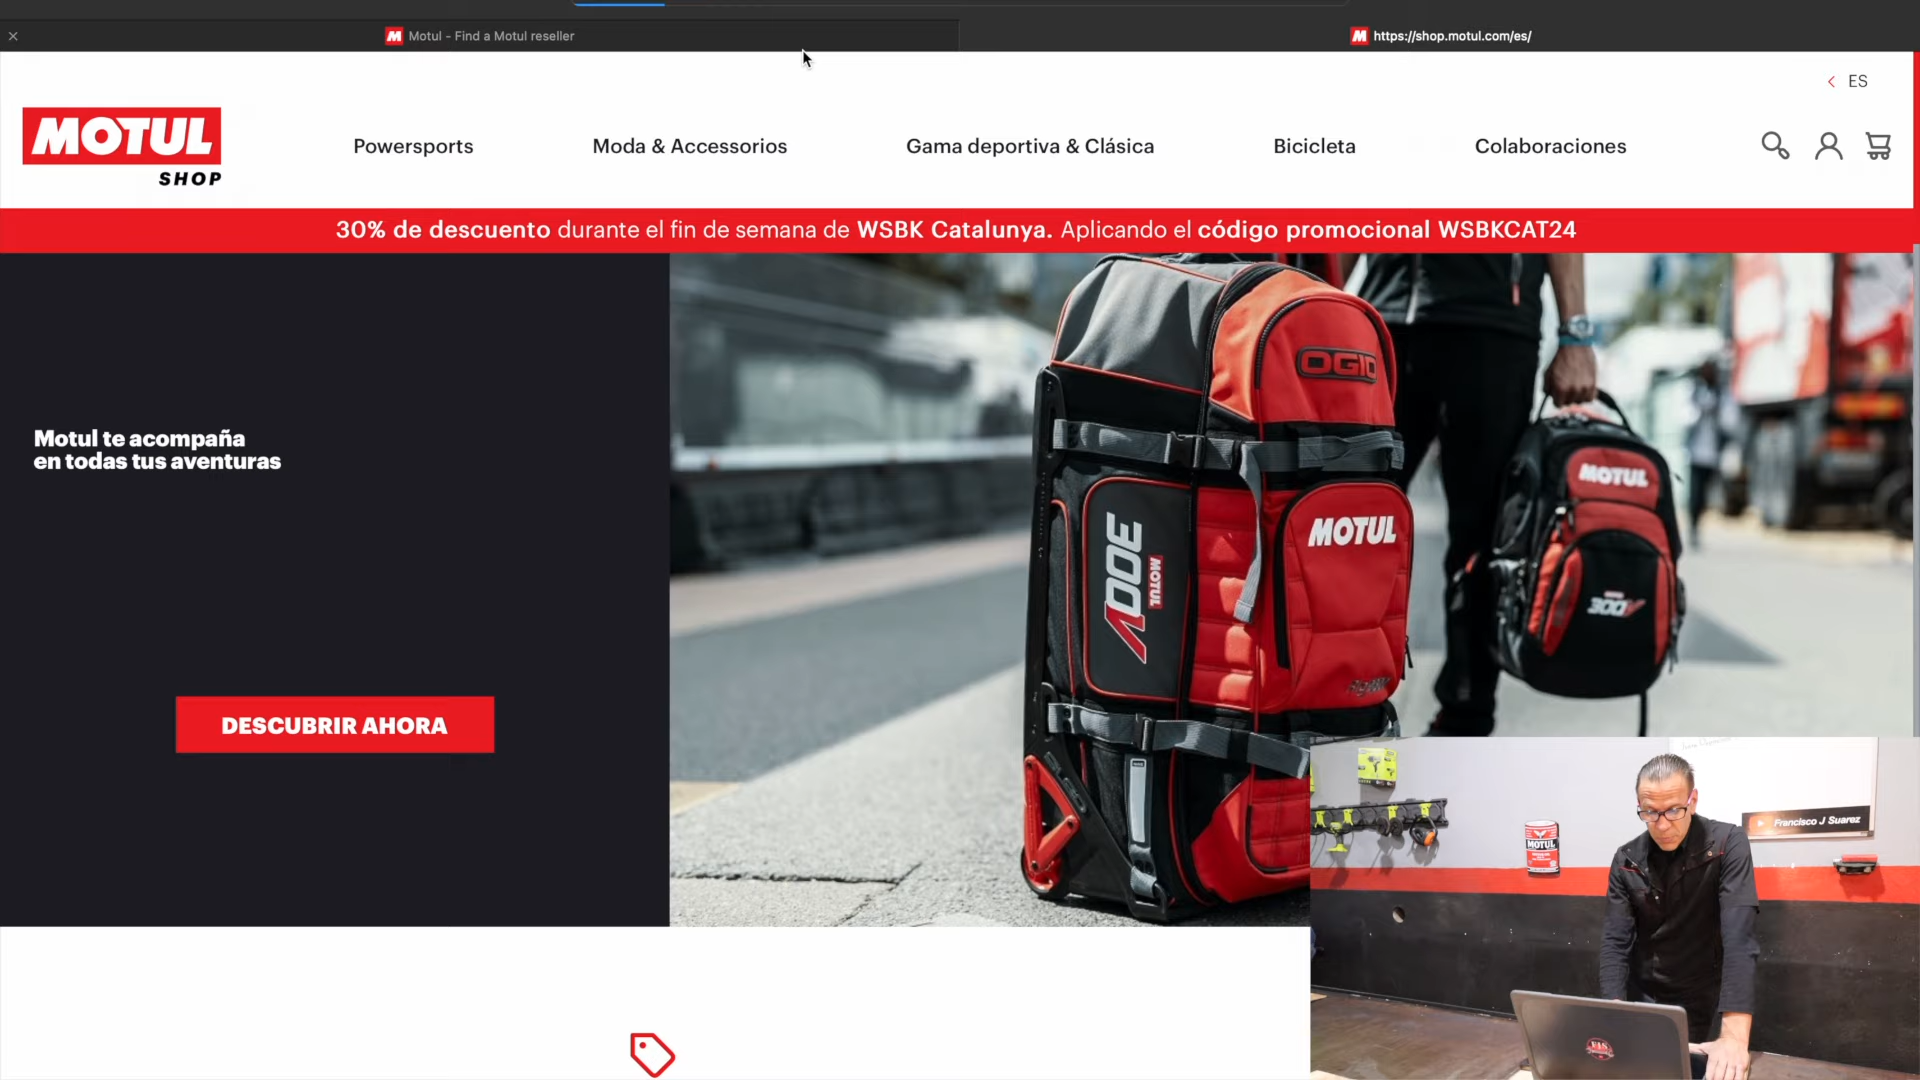 Motul - Find a Motul reseller
https://shop.motul.com/es/
ES
MOTUL
SHOP
Powersports
Moda & Accessorios
Gama deportiva & Clásica
Bicicleta
Colaboraciones
30% de descuento durante el fin de semana de WSBK Catalunya. Aplicando el código promocional WSBKCAT24
Motul te acompaña
en todas tus aventuras
DESCUBRIR AHORA
OGIO
MOTUL
300V
MOTUL
MOTUL
300V
MOTUL
Francisco J Suarez